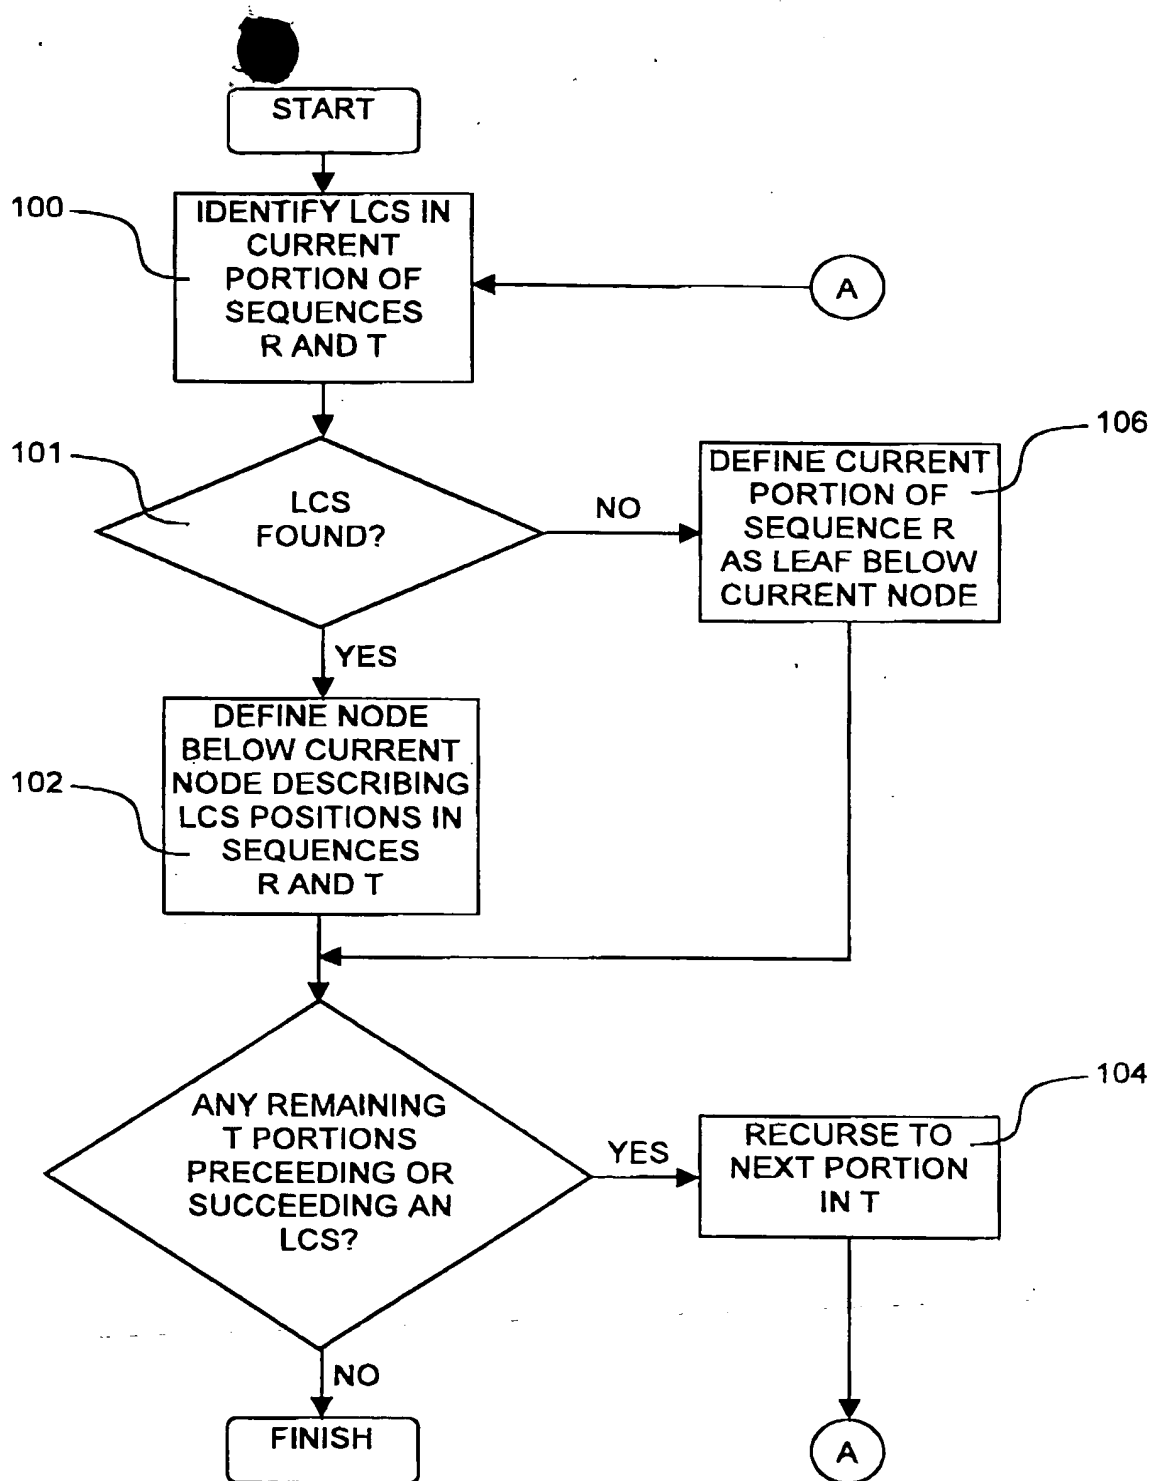 START
100
IDENTIFY LCS IN
CURRENT
PORTION OF
SEQUENCES
R AND T
A
101
LCS
FOUND?
NO
106
DEFINE CURRENT
PORTION OF
SEQUENCE R
AS LEAF BELOW
CURRENT NODE
YES
102
DEFINE NODE
BELOW CURRENT
NODE DESCRIBING
LCS POSITIONS IN
SEQUENCES
R AND T
ANY REMAINING
T PORTIONS
PRECEEDING OR
SUCCEEDING AN
LCS?
YES
104
RECURSE TO
NEXT PORTION
IN T
NO
FINISH
A